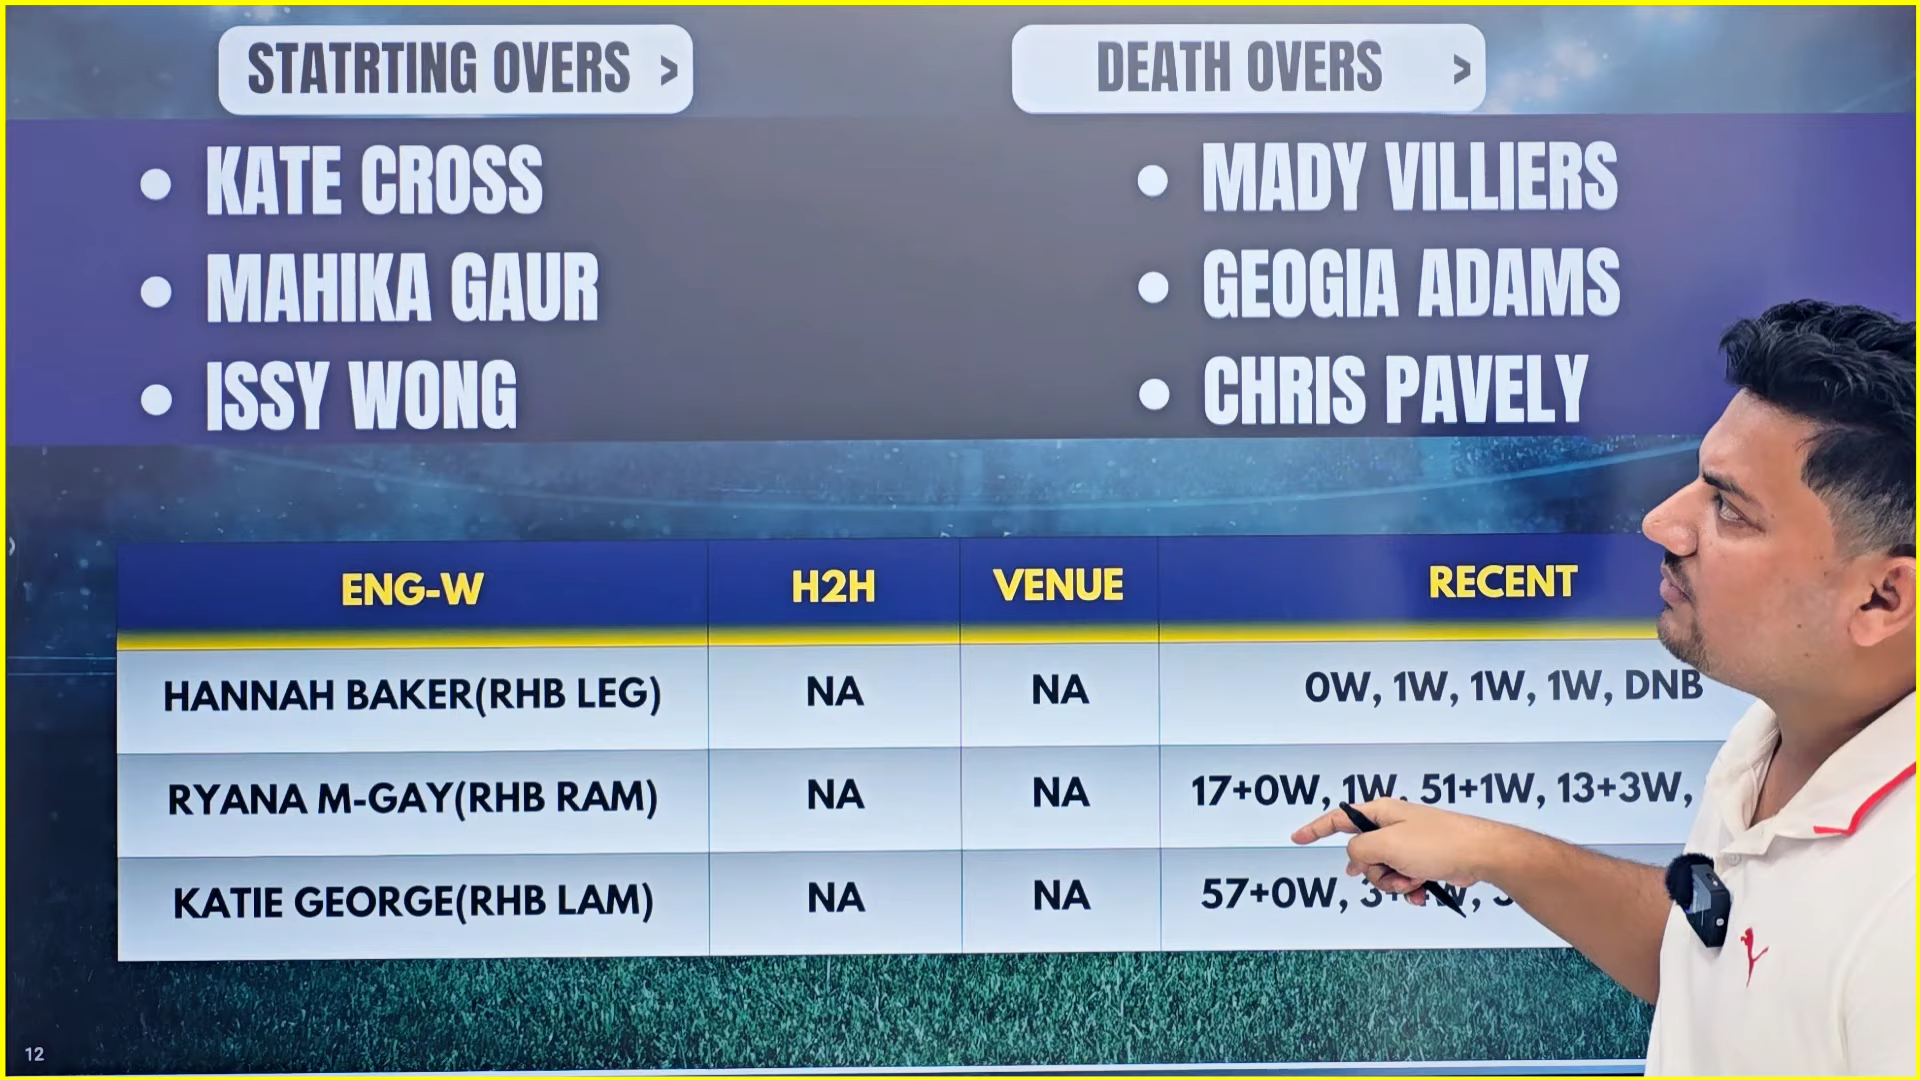 STATRTING OVERS >
DEATH OVERS >
• KATE CROSS
• MAHIKA GAUR
• ISSY WONG
• MADY VILLIERS
• GEOGIA ADAMS
• CHRIS PAVELY
ENG-W H2H VENUE RECENT
HANNAH BAKER(RHB LEG) NA NA 0W, 1W, 1W, 1W, DNB
RYANA M-GAY(RHB RAM) NA NA 17+0W, 1W, 51+1W, 13+3W,
KATIE GEORGE(RHB LAM) NA NA 57+0W,
12